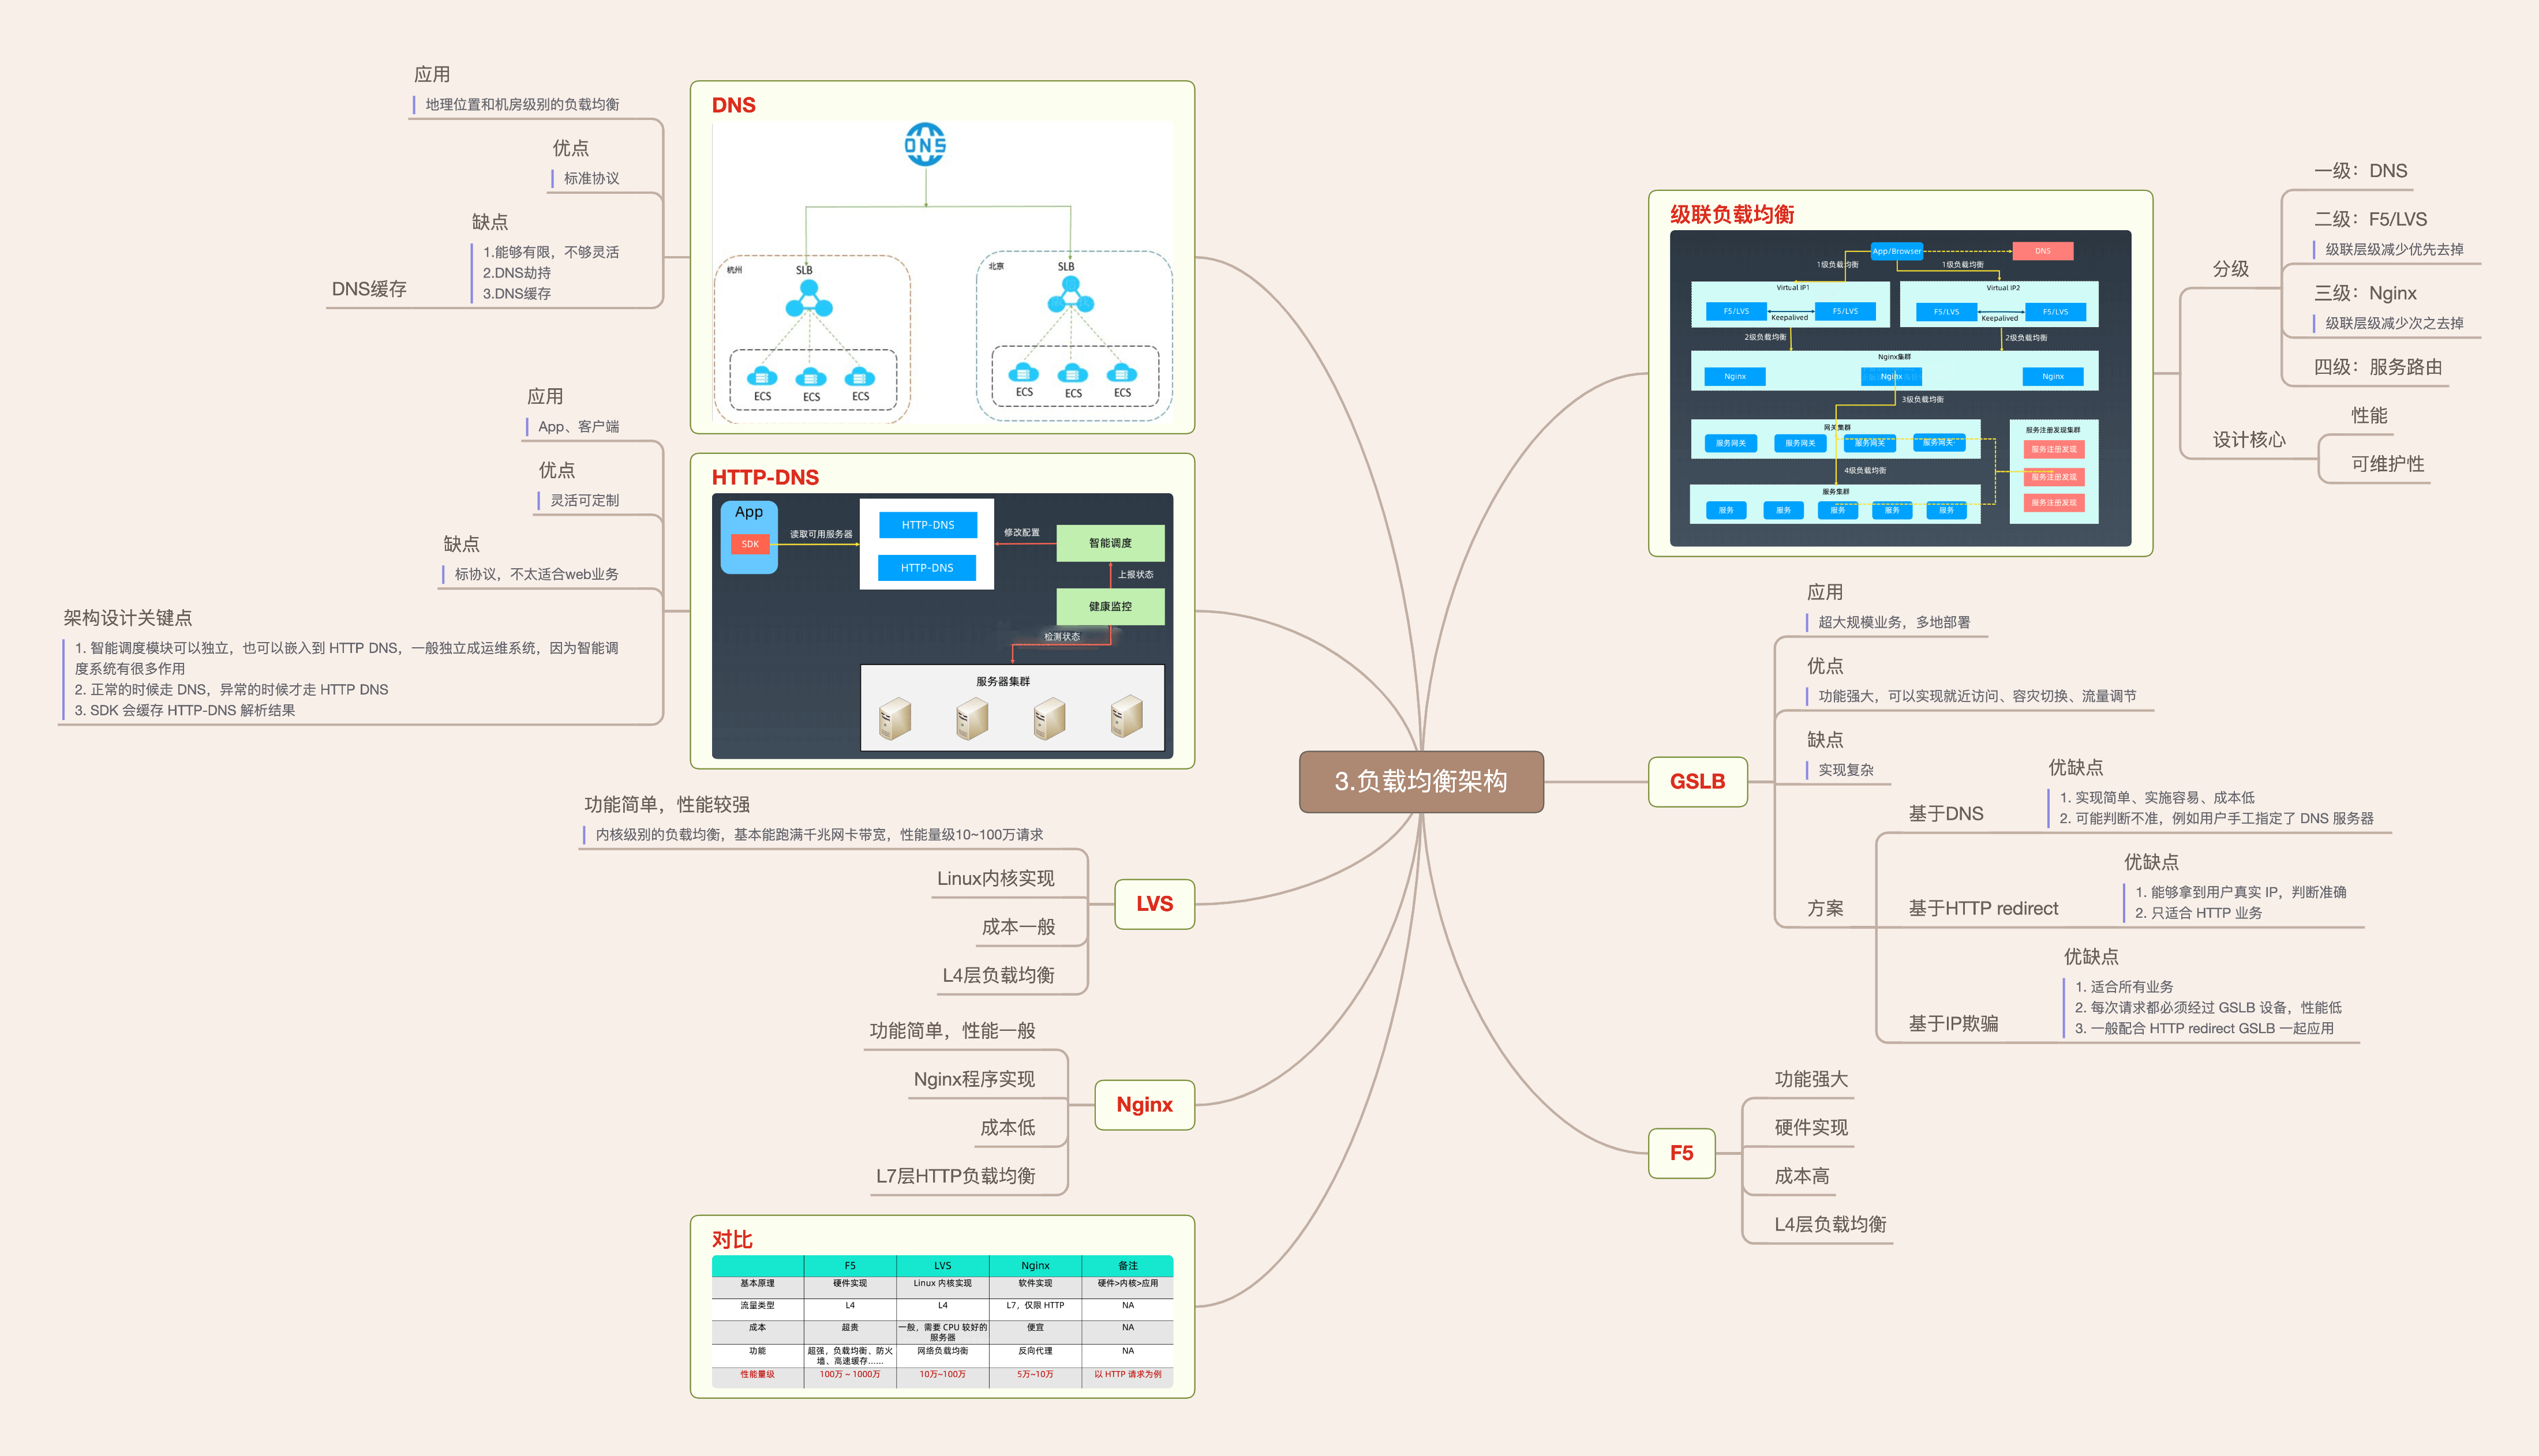 3.负载均衡架构
DNS
DNS
杭州
SLB
ECS
ECS
ECS
北京
SLB
ECS
ECS
ECS
应用
地理位置和机房级别的负载均衡
优点
标准协议
缺点
1.能够有限，不够灵活
2.DNS劫持
3.DNS缓存
DNS缓存
HTTP-DNS
App
SDK
读取可用服务器
HTTP-DNS
HTTP-DNS
修改配置
智能调度
上报状态
健康监控
检测状态
服务器集群
应用
App、客户端
优点
灵活可定制
缺点
标协议，不太适合web业务
架构设计关键点
1. 智能调度模块可以独立，也可以嵌入到 HTTP DNS，一般独立成运维系统，因为智能调
度系统有很多作用
2. 正常的时候走 DNS，异常的时候才走 HTTP DNS
3. SDK 会缓存 HTTP-DNS 解析结果
LVS
功能简单，性能较强
内核级别的负载均衡，基本能跑满千兆网卡带宽，性能量级10~100万请求
Linux内核实现
成本一般
L4层负载均衡
Nginx
功能简单，性能一般
Nginx程序实现
成本低
L7层HTTP负载均衡
对比
F5 LVS Nginx 备注
基本原理 硬件实现 Linux 内核实现 软件实现 硬件>内核>应用
流量类型 L4 L4 L7，仅限 HTTP NA
成本 超贵 一般，需要 CPU 较好的
服务器 便宜 NA
功能 超强，负载均衡、防火
墙、高速缓存...... 网络负载均衡 反向代理 NA
性能量级 100万 ~ 1000万 10万~100万 5万~10万 以 HTTP 请求为例
级联负载均衡
App/Browser
DNS
1级负载均衡
1级负载均衡
Virtual IP1
F5/LVS
Keepalived
F5/LVS
Virtual IP2
F5/LVS
Keepalived
F5/LVS
2级负载均衡
2级负载均衡
Nginx集群
Nginx
Nginx
Nginx
3级负载均衡
网关集群
服务网关
服务网关
服务网关
服务网关
4级负载均衡
服务集群
服务
服务
服务
服务
服务
服务注册发现集群
服务注册发现
服务注册发现
服务注册发现
分级
一级：DNS
二级：F5/LVS
级联层级减少优先去掉
三级：Nginx
级联层级减少次之去掉
四级：服务路由
设计核心
性能
可维护性
GSLB
应用
超大规模业务，多地部署
优点
功能强大，可以实现就近访问、容灾切换、流量调节
缺点
实现复杂
方案
基于DNS
优缺点
1. 实现简单、实施容易、成本低
2. 可能判断不准，例如用户手工指定了 DNS 服务器
基于HTTP redirect
优缺点
1. 能够拿到用户真实 IP，判断准确
2. 只适合 HTTP 业务
基于IP欺骗
优缺点
1. 适合所有业务
2. 每次请求都必须经过 GSLB 设备，性能低
3. 一般配合 HTTP redirect GSLB 一起应用
F5
功能强大
硬件实现
成本高
L4层负载均衡